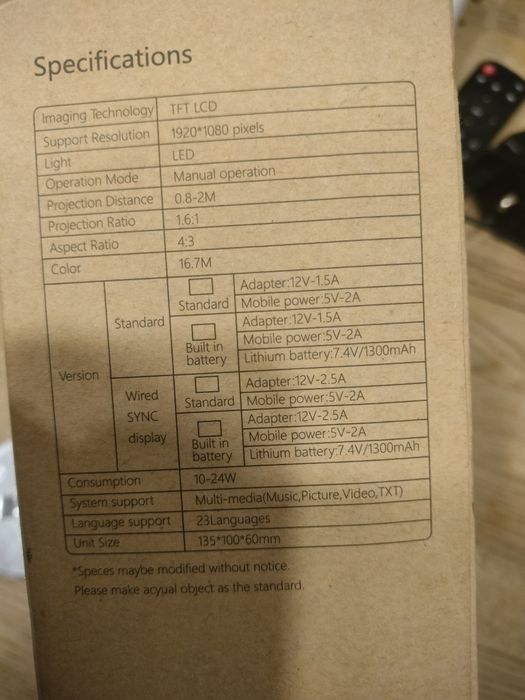 Specifications
Imaging Technology TFT LCD
Support Resolution 1920*1080 pixels
Light LED
Operation Mode Manual operation
Projection Distance 0.8-2M
Projection Ratio 1.6:1
Aspect Ratio 4:3
Color 16.7M
Version
Standard
Standard
Adapter:12V-1.5A
Mobile power:5V-2A
Built in
battery
Adapter:12V-1.5A
Mobile power:5V-2A
Lithium battery:7.4V/1300mAh
Wired
SYNC
display
Standard
Adapter:12V-2.5A
Mobile power:5V-2A
Built in
battery
Adapter:12V-2.5A
Mobile power:5V-2A
Lithium battery:7.4V/1300mAh
Consumption 10-24W
System support Multi-media(Music,Picture,Video,TXT)
Language support 23Languages
Unit Size 135*100*60mm
*Speces maybe modified without notice.
Please make acyual object as the standard.